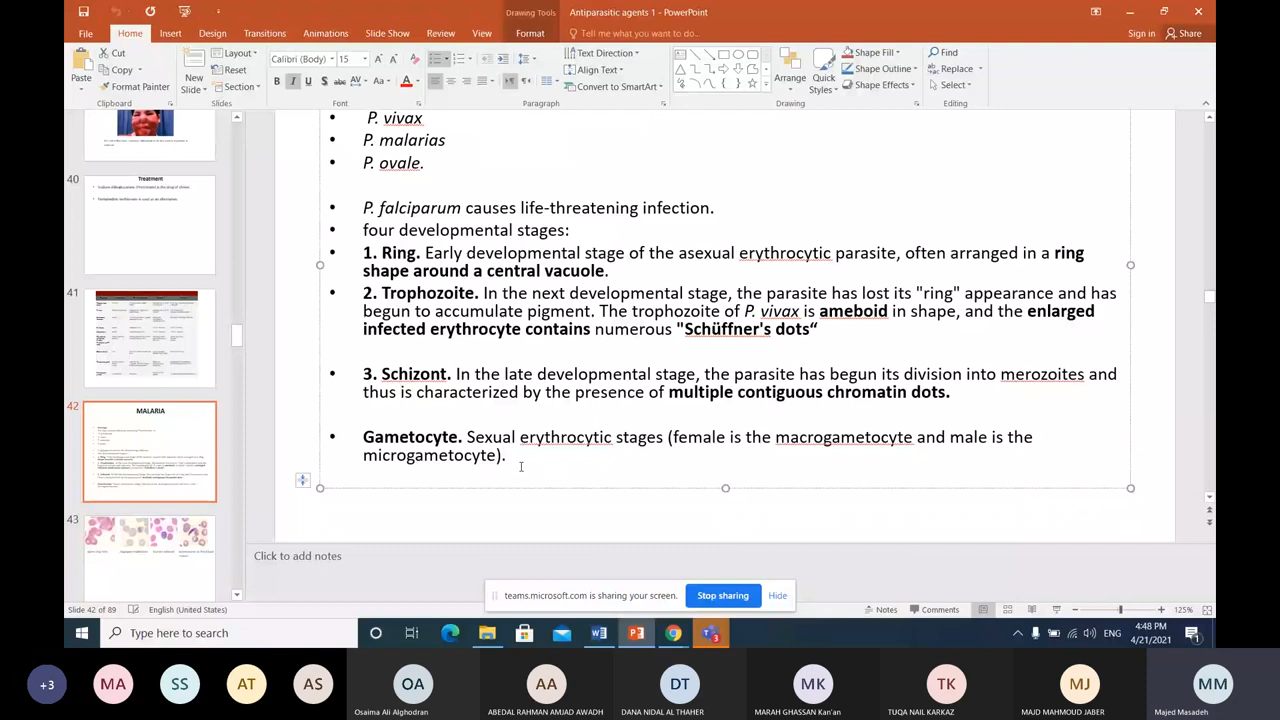 Drawing Tools
Antiparasitic agents 1 - PowerPoint
File Home Insert Design Transitions Animations Slide Show Review View Format Tell me what you want to do... Sign in Share
Cut
Copy
Format Painter
Paste
Clipboard
New
Slide
Layout
Reset
Section
Slides
Calibri (Body) 15
Font
Text Direction
Align Text
Convert to SmartArt
Paragraph
Arrange
Quick
Styles
Shape Fill
Shape Outline
Shape Effects
Drawing
Find
Replace
Select
Editing
40
Treatment
41
42
MALARIA
43
• P. vivax
• P. malarias
• P. ovale.
• P. falciparum causes life-threatening infection.
• four developmental stages:
• 1. Ring. Early developmental stage of the asexual erythrocytic parasite, often arranged in a ring
shape around a central vacuole.
• 2. Trophozoite. In the next developmental stage, the parasite has lost its "ring" appearance and has
begun to accumulate pigment. The trophozoite of P. vivax is ameboid in shape, and the enlarged
infected erythrocyte contains numerous "Schüffner's dots“
• 3. Schizont. In the late developmental stage, the parasite has begun its division into merozoites and
thus is characterized by the presence of multiple contiguous chromatin dots.
• Gametocyte. Sexual erythrocytic stages (female is the macrogametocyte and male is the
microgametocyte).
Click to add notes
teams.microsoft.com is sharing your screen. Stop sharing Hide
Slide 42 of 89 English (United States) Notes Comments 125%
Type here to search
ENG
4:48 PM
4/21/2021
+3 MA SS AT AS OA AA DT MK TK MJ MM
Osaima Ali Alghodran ABEDAL RAHMAN AMJAD AWADH DANA NIDAL AL THAHER MARAH GHASSAN Kan'an TUQA NAIL KARKAZ MAJD MAHMOUD JABER Majed Masadeh